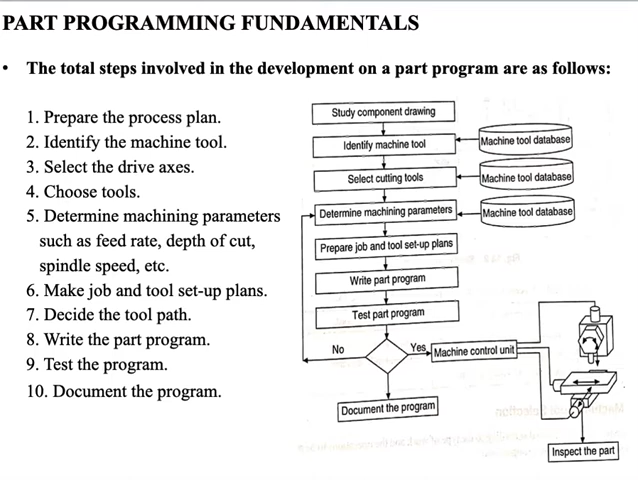 PART PROGRAMMING FUNDAMENTALS
• The total steps involved in the development on a part program are as follows:
1. Prepare the process plan.
2. Identify the machine tool.
3. Select the drive axes.
4. Choose tools.
5. Determine machining parameters
such as feed rate, depth of cut,
spindle speed, etc.
6. Make job and tool set-up plans.
7. Decide the tool path.
8. Write the part program.
9. Test the program.
10. Document the program.
Study component drawing
Identify machine tool
Machine tool database
Select cutting tools
Machine tool database
Determine machining parameters
Machine tool database
Prepare job and tool set-up plans
Write part program
Test part program
No
Yes
Machine control unit
Document the program
Inspect the part